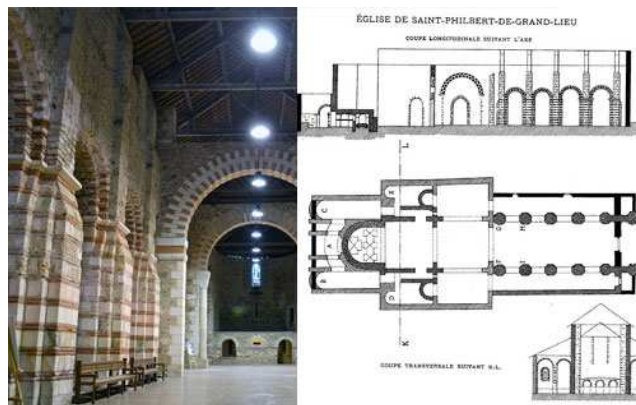 ÉGLISE DE SAINT-PHILBERT-DE-GRAND-LIEU
COUPE LONGITUDINALE SUIVANT L'AXE
L
E
C
A
G H
F I
B
D
K
COUPE TRANSVERSALE SUIVANT K.L.